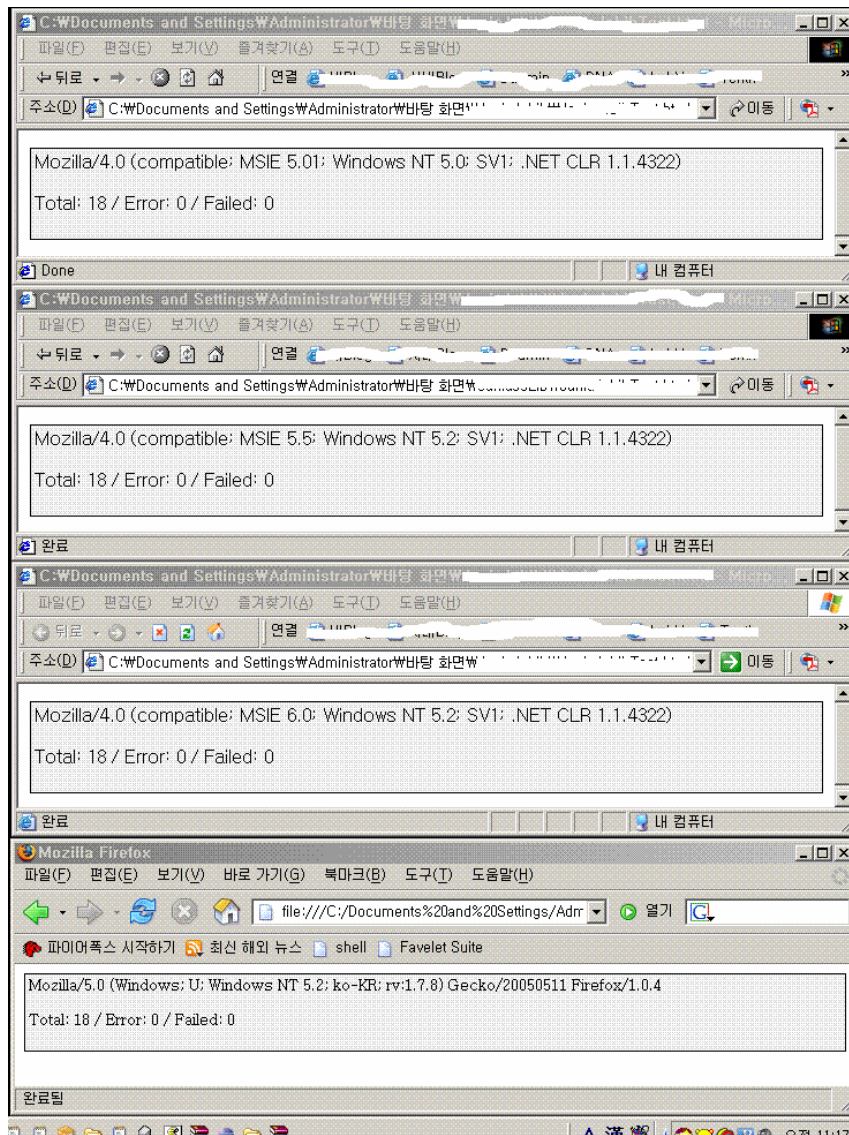 C:₩Documents and Settings₩Administrator₩바탕 화면₩ Micro...
파일(F) 편집(E) 보기(V) 즐겨찾기(A) 도구(T) 도움말(H)
뒤로 연결
주소(D) C:₩Documents and Settings₩Administrator₩바탕 화면₩ 이동
Mozilla/4.0 (compatible; MSIE 5.01; Windows NT 5.0; SV1; .NET CLR 1.1.4322)
Total: 18 / Error: 0 / Failed: 0
Done 내 컴퓨터
C:₩Documents and Settings₩Administrator₩바탕 화면₩ Micro...
파일(F) 편집(E) 보기(V) 즐겨찾기(A) 도구(T) 도움말(H)
뒤로 연결
주소(D) C:₩Documents and Settings₩Administrator₩바탕 화면₩ 이동
Mozilla/4.0 (compatible; MSIE 5.5; Windows NT 5.2; SV1; .NET CLR 1.1.4322)
Total: 18 / Error: 0 / Failed: 0
완료 내 컴퓨터
C:₩Documents and Settings₩Administrator₩바탕 화면₩ Micro...
파일(F) 편집(E) 보기(V) 즐겨찾기(A) 도구(T) 도움말(H)
뒤로 연결
주소(D) C:₩Documents and Settings₩Administrator₩바탕 화면₩ 이동
Mozilla/4.0 (compatible; MSIE 6.0; Windows NT 5.2; SV1; .NET CLR 1.1.4322)
Total: 18 / Error: 0 / Failed: 0
완료 내 컴퓨터
Mozilla Firefox
파일(F) 편집(E) 보기(V) 바로 가기(G) 북마크(B) 도구(T) 도움말(H)
file:///C:/Documents%20and%20Settings/Adm 열기 G
파이어폭스 시작하기 최신 해외 뉴스 shell Favelet Suite
Mozilla/5.0 (Windows; U; Windows NT 5.2; ko-KR; rv:1.7.8) Gecko/20050511 Firefox/1.0.4
Total: 18 / Error: 0 / Failed: 0
완료됨
A 漢 오전 11:17